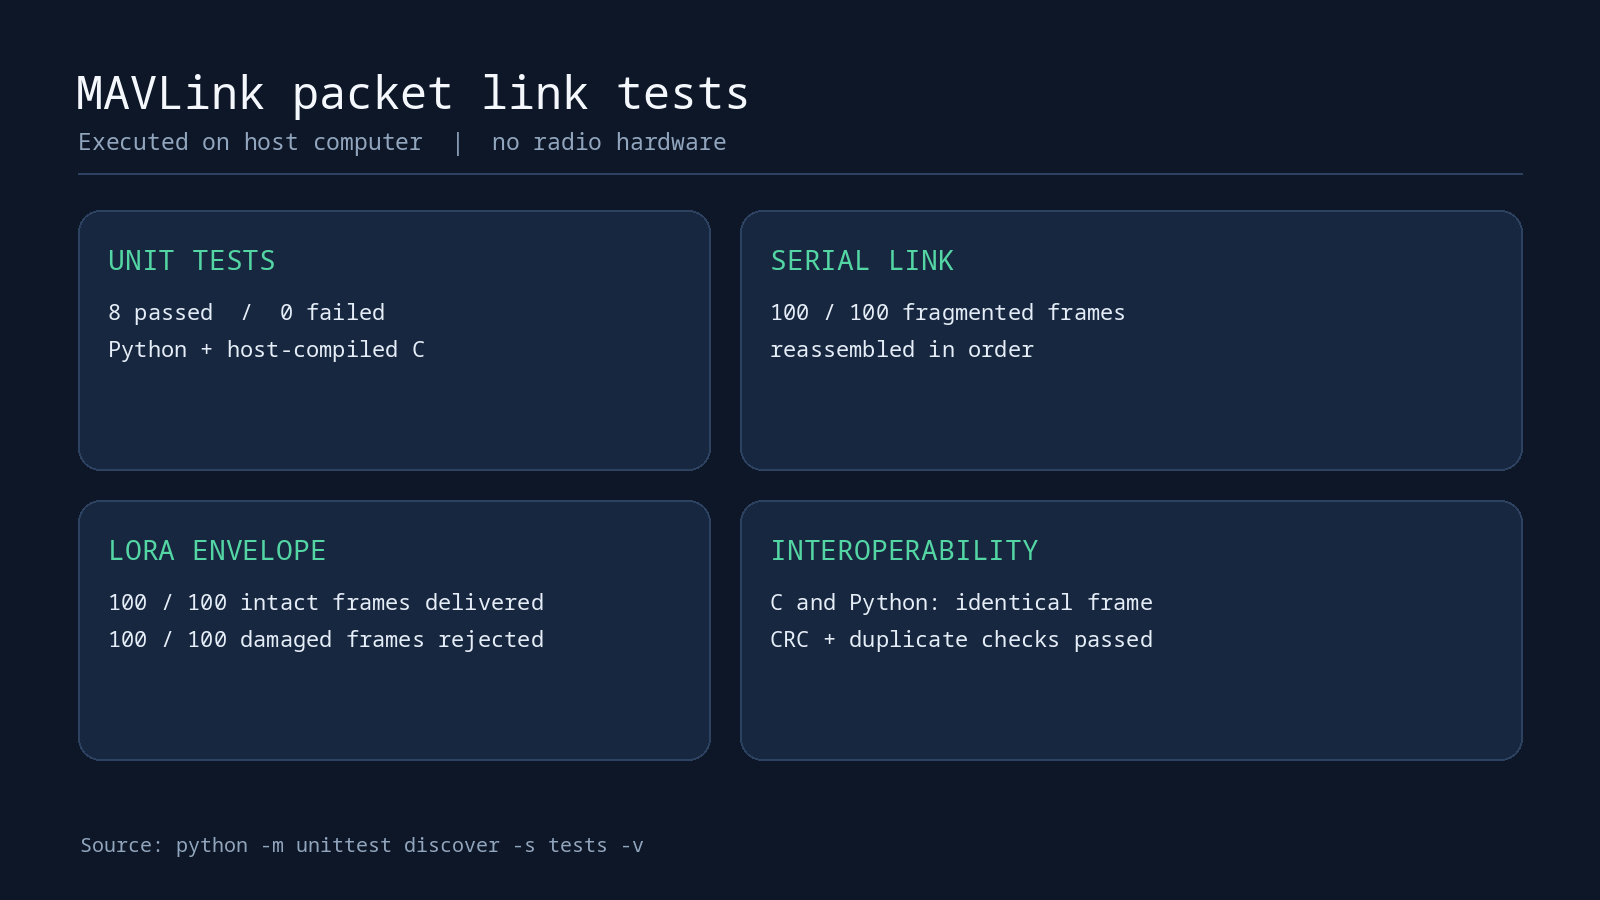 MAVLink packet link tests
Executed on host computer | no radio hardware
UNIT TESTS
8 passed / 0 failed
Python + host-compiled C
SERIAL LINK
100 / 100 fragmented frames
reassembled in order
LORA ENVELOPE
100 / 100 intact frames delivered
100 / 100 damaged frames rejected
INTEROPERABILITY
C and Python: identical frame
CRC + duplicate checks passed
Source: python -m unittest discover -s tests -v